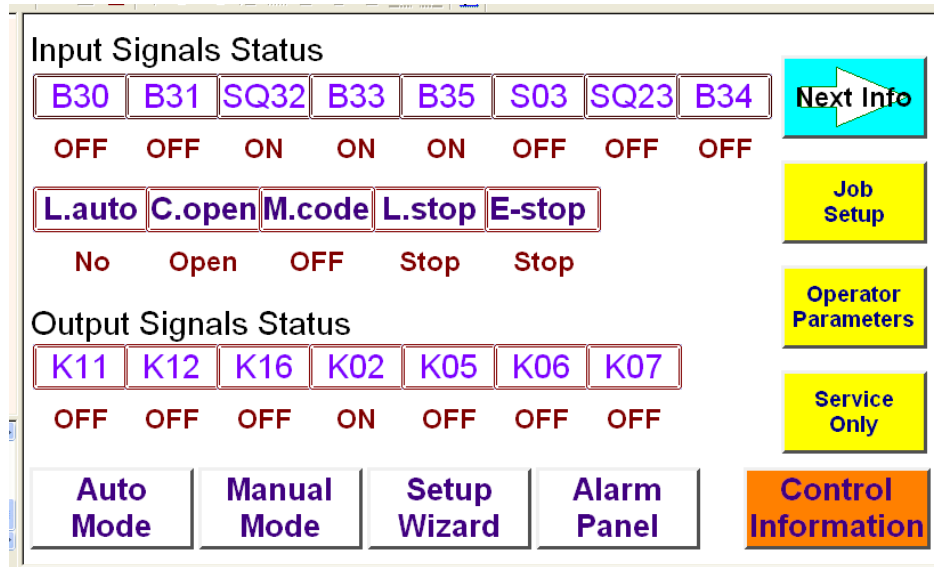 Input Signals Status
B30 B31 SQ32 B33 B35 S03 SQ23 B34
OFF OFF ON ON ON OFF OFF OFF
L.auto C.open M.code L.stop E-stop
No Open OFF Stop Stop
Output Signals Status
K11 K12 K16 K02 K05 K06 K07
OFF OFF OFF ON OFF OFF OFF
Next Info
Job
Setup
Operator
Parameters
Service
Only
Auto
Mode
Manual
Mode
Setup
Wizard
Alarm
Panel
Control
Information